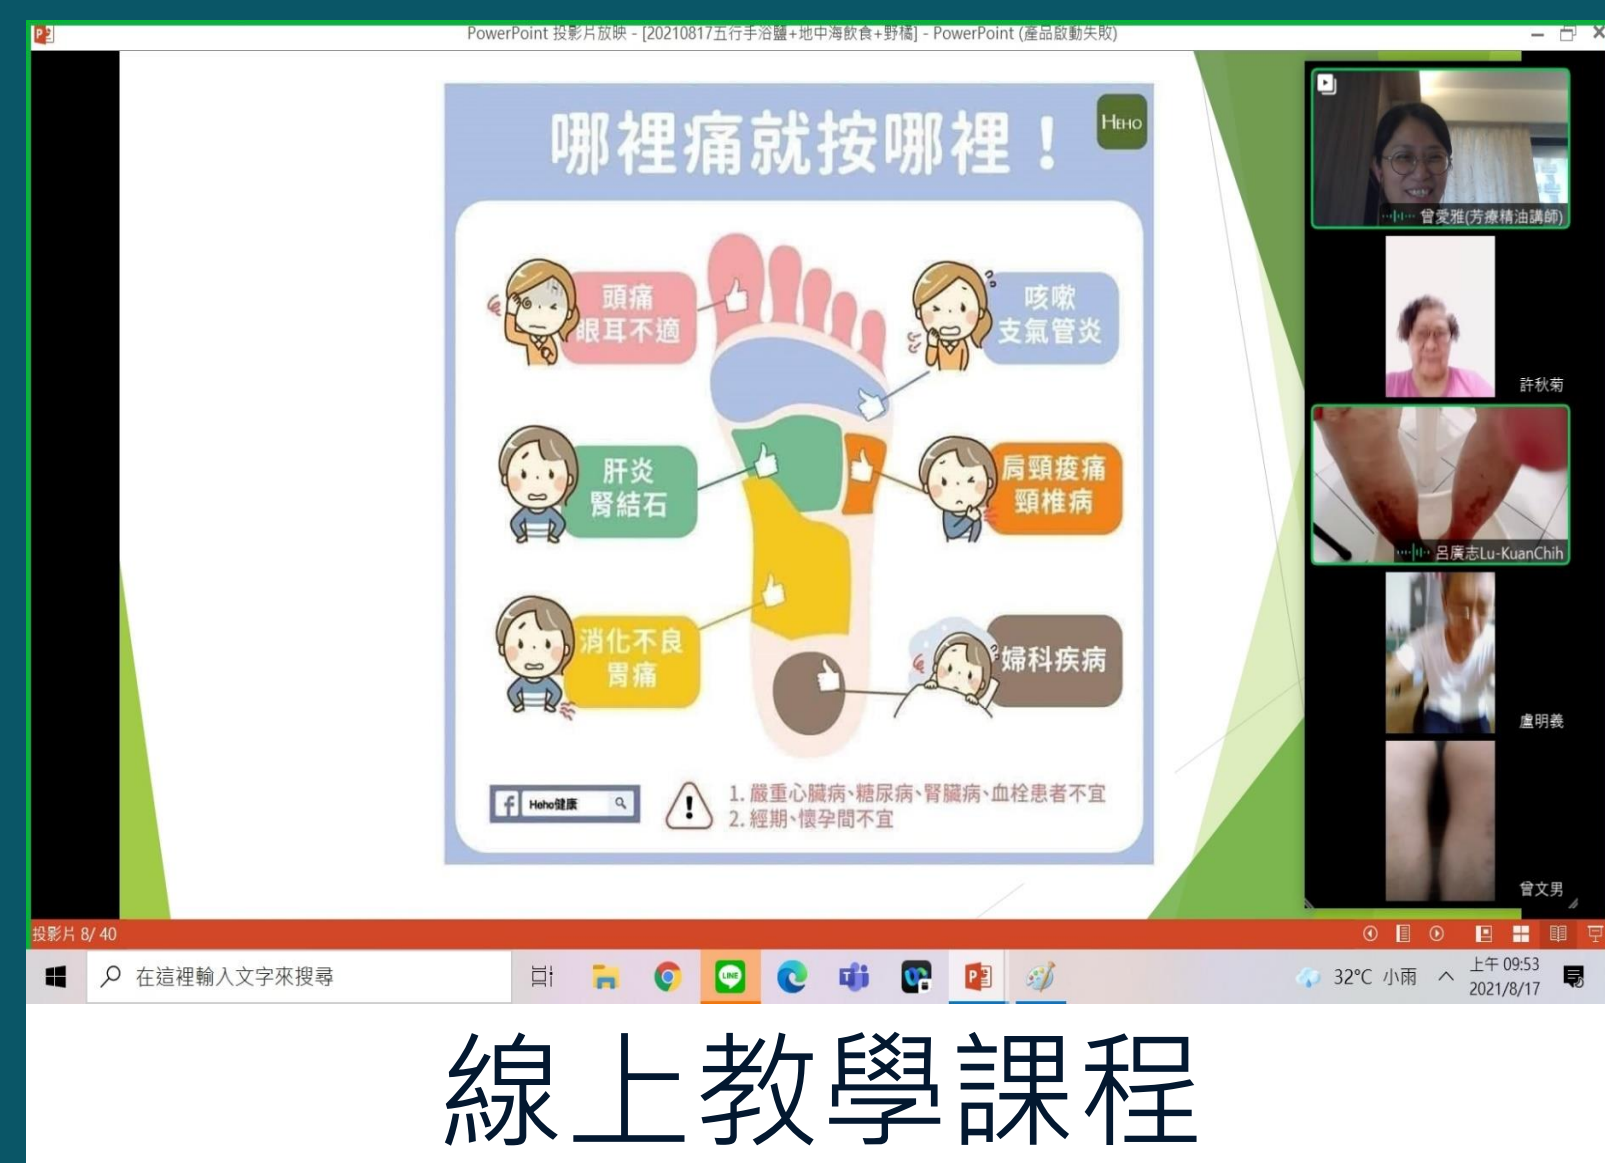 PowerPoint 投影片放映 - [20210817五行手浴鹽+地中海飲食+野橘] - PowerPoint (產品啟動失敗)
哪裡痛就按哪裡！
HEHO
頭痛
眼耳不適
咳嗽
支氣管炎
肝炎
腎結石
肩頸痠痛
頸椎病
消化不良
胃痛
婦科疾病
Heho健康
1. 嚴重心臟病、糖尿病、腎臟病、血栓患者不宜
2. 經期、懷孕間不宜
曾愛雅(芳療精油講師)
許秋菊
呂廣志Lu-KuanChih
盧明義
曾文男
投影片 8/ 40
在這裡輸入文字來搜尋
LINE
32°C 小雨
上午 09:53
2021/8/17
線上教學課程